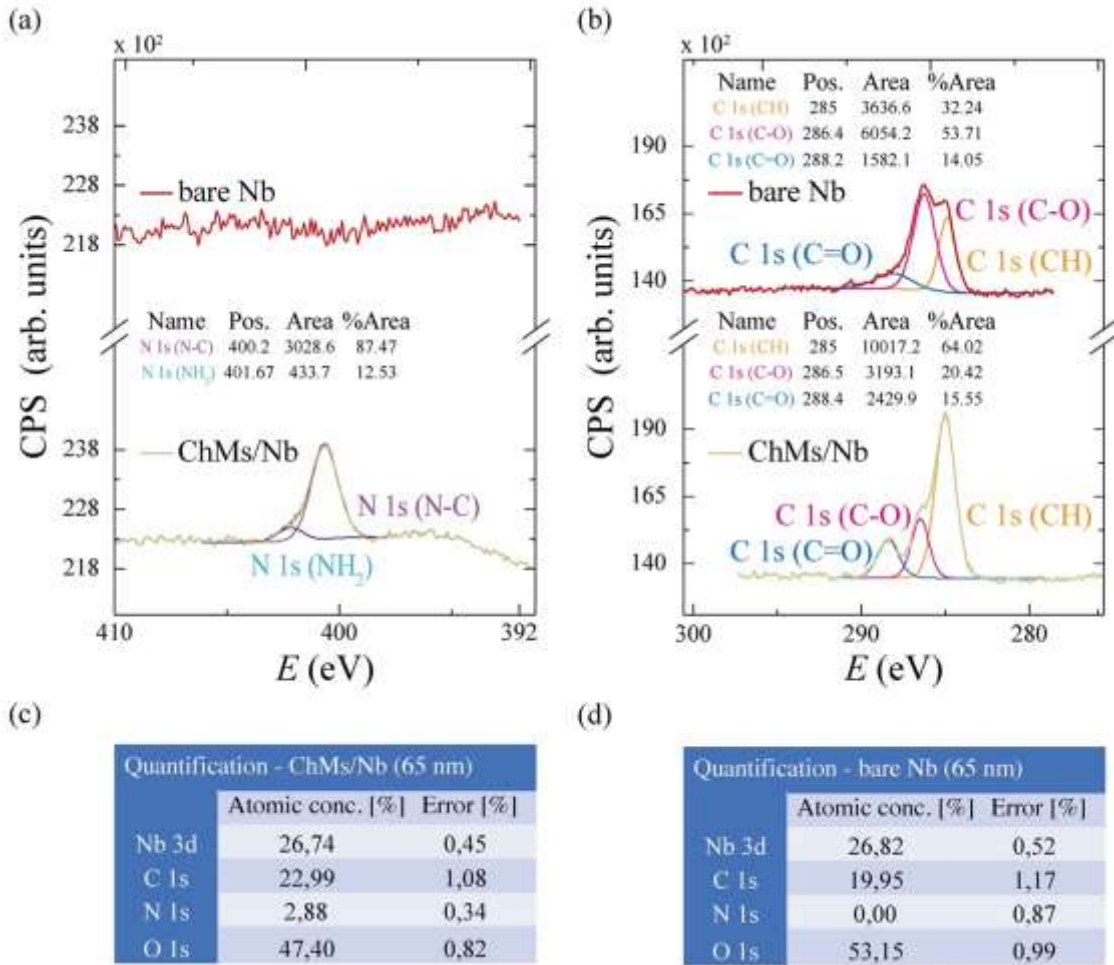 (a)
x 10²
238
228
218
bare Nb
Name Pos. Area %Area
N 1s (N-C) 400.2 3028.6 87.47
N 1s (NH₂) 401.67 433.7 12.53
238
228
218
ChMs/Nb
N 1s (N-C)
N 1s (NH₂)
410 400 392
CPS (arb. units)
E (eV)
(b)
x 10²
Name Pos. Area %Area
C 1s (CH) 285 3636.6 32.24
C 1s (C-O) 286.4 6054.2 53.71
C 1s (C=O) 288.2 1582.1 14.05
190
165
140
bare Nb
C 1s (C-O)
C 1s (C=O)
C 1s (CH)
Name Pos. Area %Area
C 1s (CH) 285 10017.2 64.02
C 1s (C-O) 286.5 3193.1 20.42
C 1s (C=O) 288.4 2429.9 15.55
190
165
140
ChMs/Nb
C 1s (C-O)
C 1s (CH)
C 1s (C=O)
300 290 280
CPS (arb. units)
E (eV)
(c)
Quantification - ChMs/Nb (65 nm)
Atomic conc. [%] Error [%]
Nb 3d 26,74 0,45
C 1s 22,99 1,08
N 1s 2,88 0,34
O 1s 47,40 0,82
(d)
Quantification - bare Nb (65 nm)
Atomic conc. [%] Error [%]
Nb 3d 26,82 0,52
C 1s 19,95 1,17
N 1s 0,00 0,87
O 1s 53,15 0,99